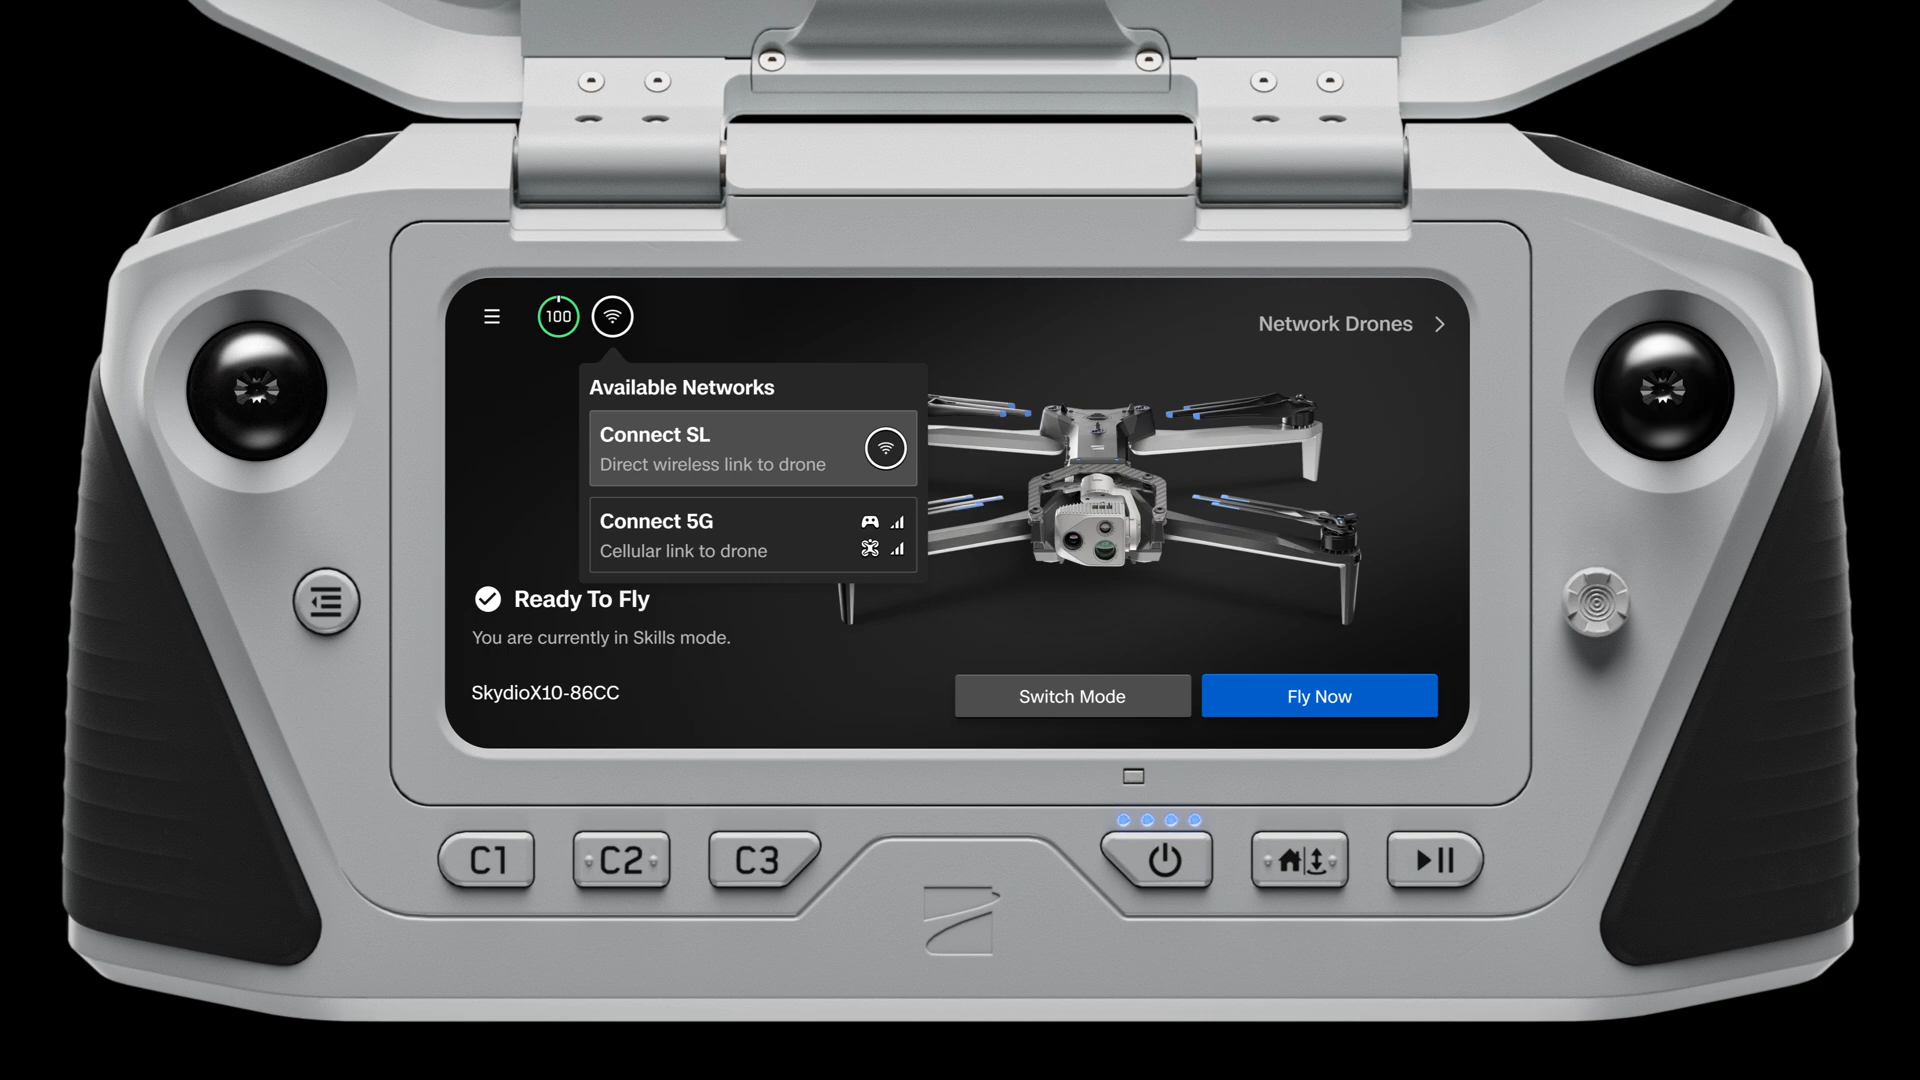 100
Network Drones
Available Networks
Connect SL
Direct wireless link to drone
Connect 5G
Cellular link to drone
Ready To Fly
You are currently in Skills mode.
SkydioX10-86CC
Switch Mode
Fly Now
C1
C2
C3